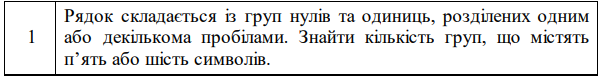 1
Рядок складається із груп нулів та одиниць, розділених одним
або декількома пробілами. Знайти кількість груп, що містять
п’ять або шість символів.